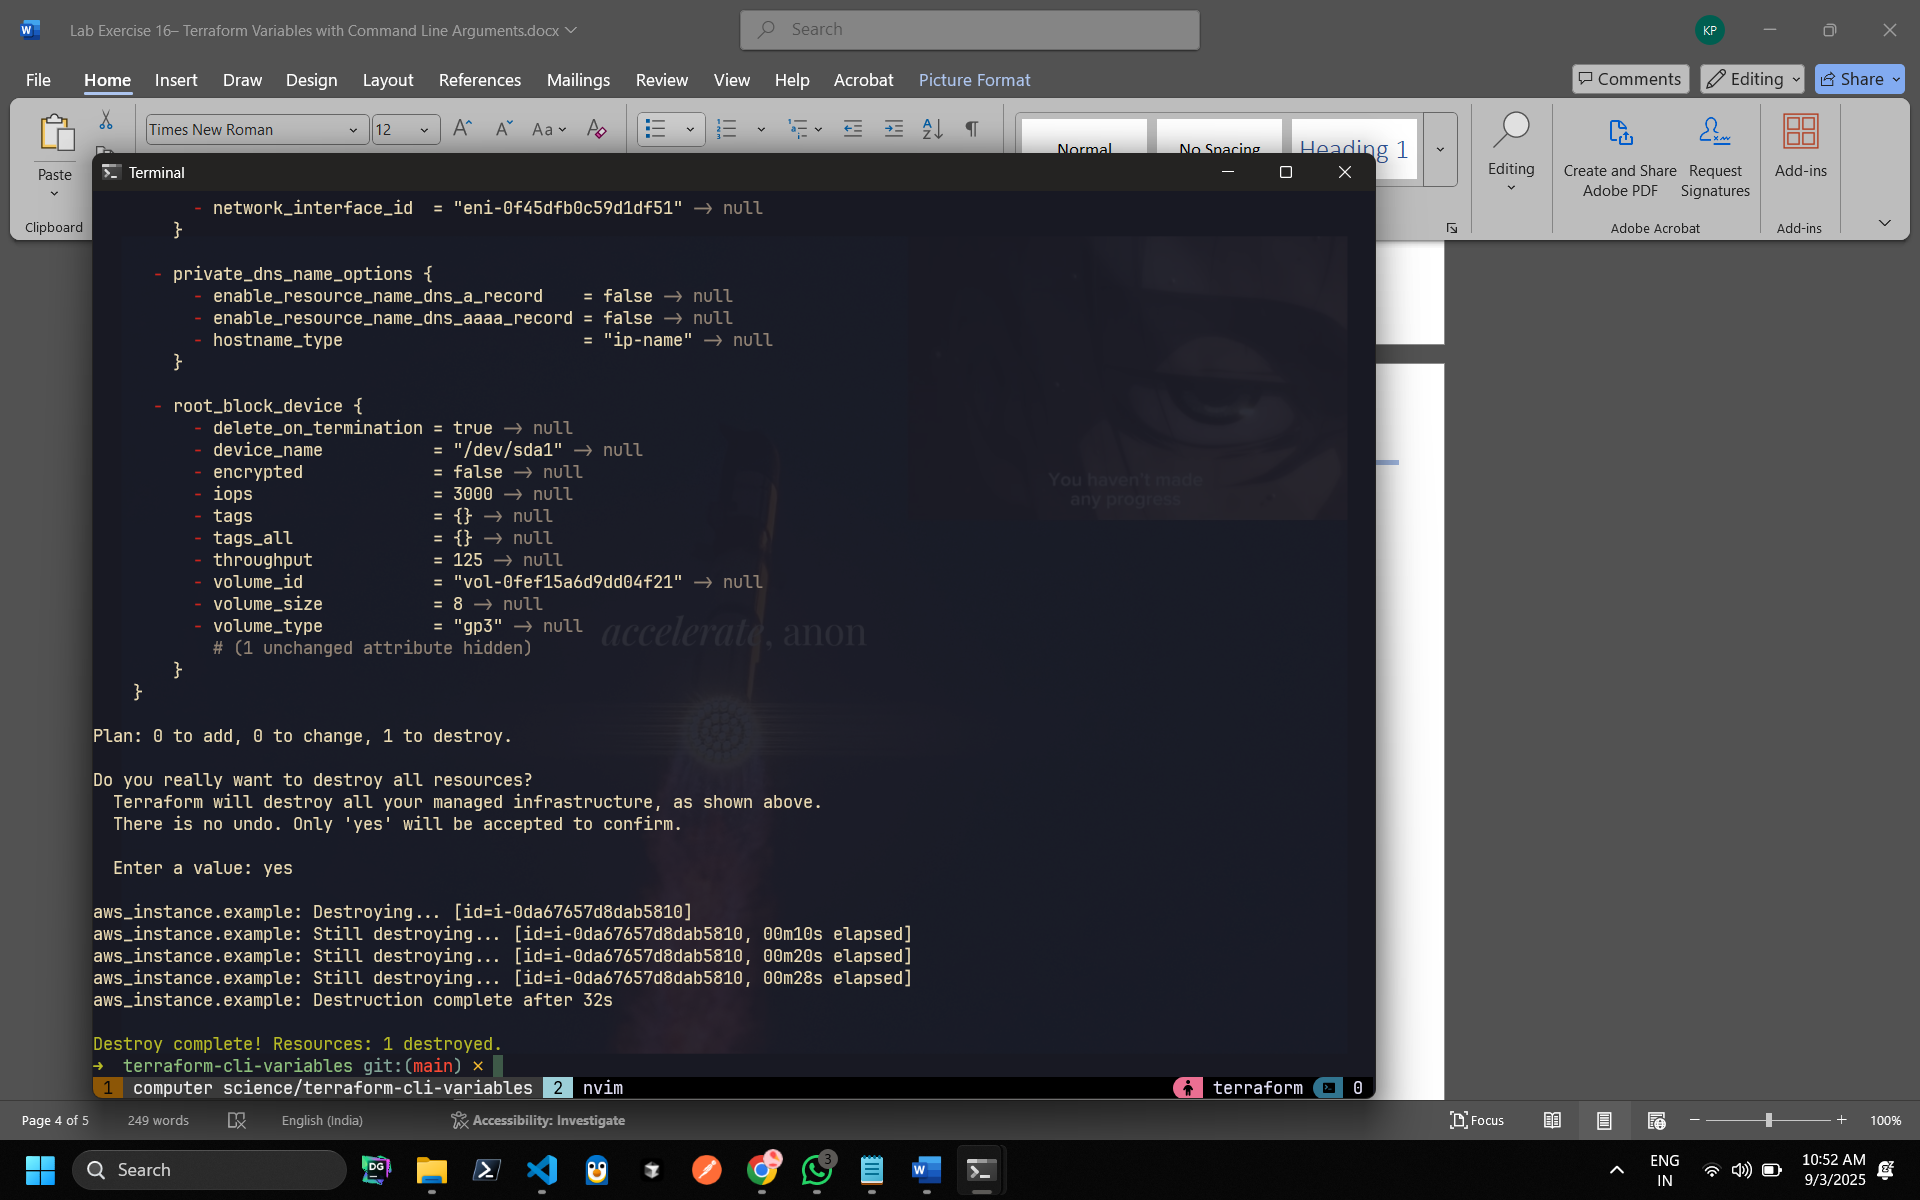 Lab Exercise 16– Terraform Variables with Command Line Arguments.docx
Search
KP
File Home Insert Draw Design Layout References Mailings Review View Help Acrobat Picture Format
Comments Editing Share
Times New Roman 12 Aa
Paste
Clipboard
Normal No Spacing Heading 1
Editing
Create and Share Adobe PDF
Request Signatures
Adobe Acrobat
Add-ins
Add-ins
Terminal
- network_interface_id = "eni-0f45dfb0c59d1df51" -> null
}
- private_dns_name_options {
- enable_resource_name_dns_a_record = false -> null
- enable_resource_name_dns_aaaa_record = false -> null
- hostname_type = "ip-name" -> null
}
- root_block_device {
- delete_on_termination = true -> null
- device_name = "/dev/sda1" -> null
- encrypted = false -> null
- iops = 3000 -> null
- tags = {} -> null
- tags_all = {} -> null
- throughput = 125 -> null
- volume_id = "vol-0fef15a6d9dd04f21" -> null
- volume_size = 8 -> null
- volume_type = "gp3" -> null
# (1 unchanged attribute hidden)
}
}
You haven't made
any progress
accelerate, anon
Plan: 0 to add, 0 to change, 1 to destroy.
Do you really want to destroy all resources?
Terraform will destroy all your managed infrastructure, as shown above.
There is no undo. Only 'yes' will be accepted to confirm.
Enter a value: yes
aws_instance.example: Destroying... [id=i-0da67657d8dab5810]
aws_instance.example: Still destroying... [id=i-0da67657d8dab5810, 00m10s elapsed]
aws_instance.example: Still destroying... [id=i-0da67657d8dab5810, 00m20s elapsed]
aws_instance.example: Still destroying... [id=i-0da67657d8dab5810, 00m28s elapsed]
aws_instance.example: Destruction complete after 32s
Destroy complete! Resources: 1 destroyed.
➜ terraform-cli-variables git:(main) ×
1 computer science/terraform-cli-variables 2 nvim terraform 0
Page 4 of 5 249 words English (India) Accessibility: Investigate Focus 100%
Search
DG
3
ENG
IN
10:52 AM
9/3/2025